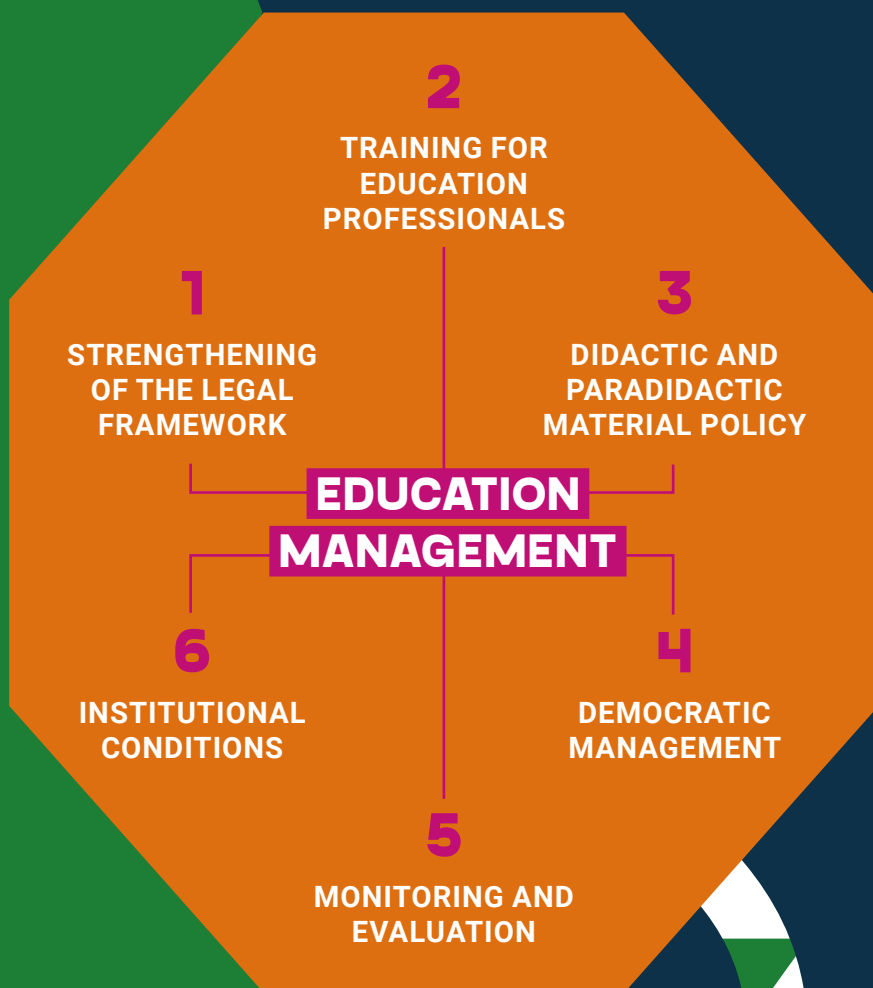 2
TRAINING FOR
EDUCATION
PROFESSIONALS
1
STRENGTHENING
OF THE LEGAL
FRAMEWORK
3
DIDACTIC AND
PARADIDACTIC
MATERIAL POLICY
EDUCATION
MANAGEMENT
6
INSTITUTIONAL
CONDITIONS
4
DEMOCRATIC
MANAGEMENT
5
MONITORING AND
EVALUATION